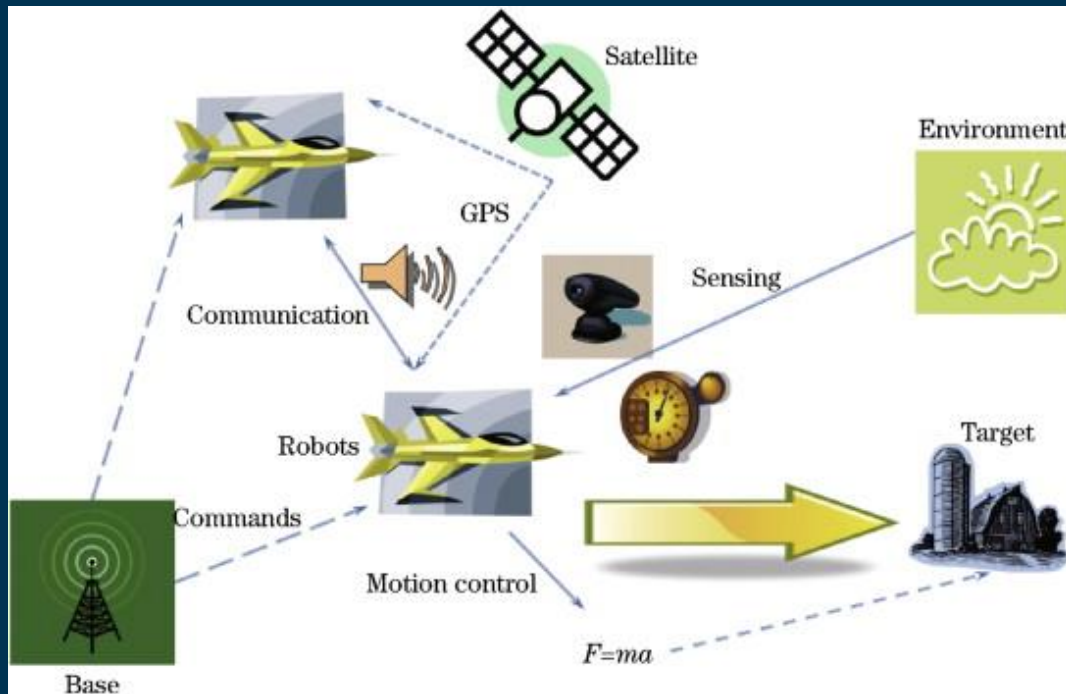 Satellite
Environment
GPS
Sensing
Communication
Robots
Target
Commands
Motion control
F=ma
Base